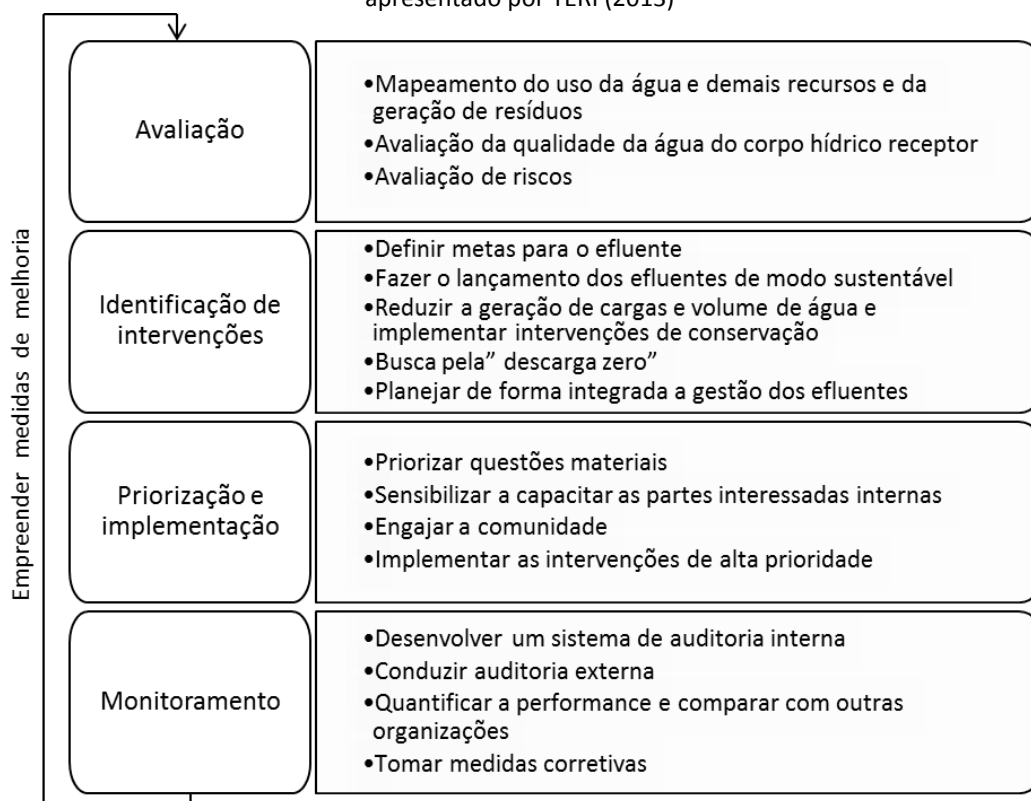 apresentado por TERI (2013)
Avaliação
•Mapeamento do uso da água e demais recursos e da
geração de resíduos
•Avaliação da qualidade da água do corpo hídrico receptor
•Avaliação de riscos
Identificação de
intervenções
•Definir metas para o efluente
•Fazer o lançamento dos efluentes de modo sustentável
•Reduzir a geração de cargas e volume de água e
implementar intervenções de conservação
•Busca pela” descarga zero”
•Planejar de forma integrada a gestão dos efluentes
Priorização e
implementação
•Priorizar questões materiais
•Sensibilizar a capacitar as partes interessadas internas
•Engajar a comunidade
•Implementar as intervenções de alta prioridade
Monitoramento
•Desenvolver um sistema de auditoria interna
•Conduzir auditoria externa
•Quantificar a performance e comparar com outras
organizações
•Tomar medidas corretivas
Empreender medidas de melhoria